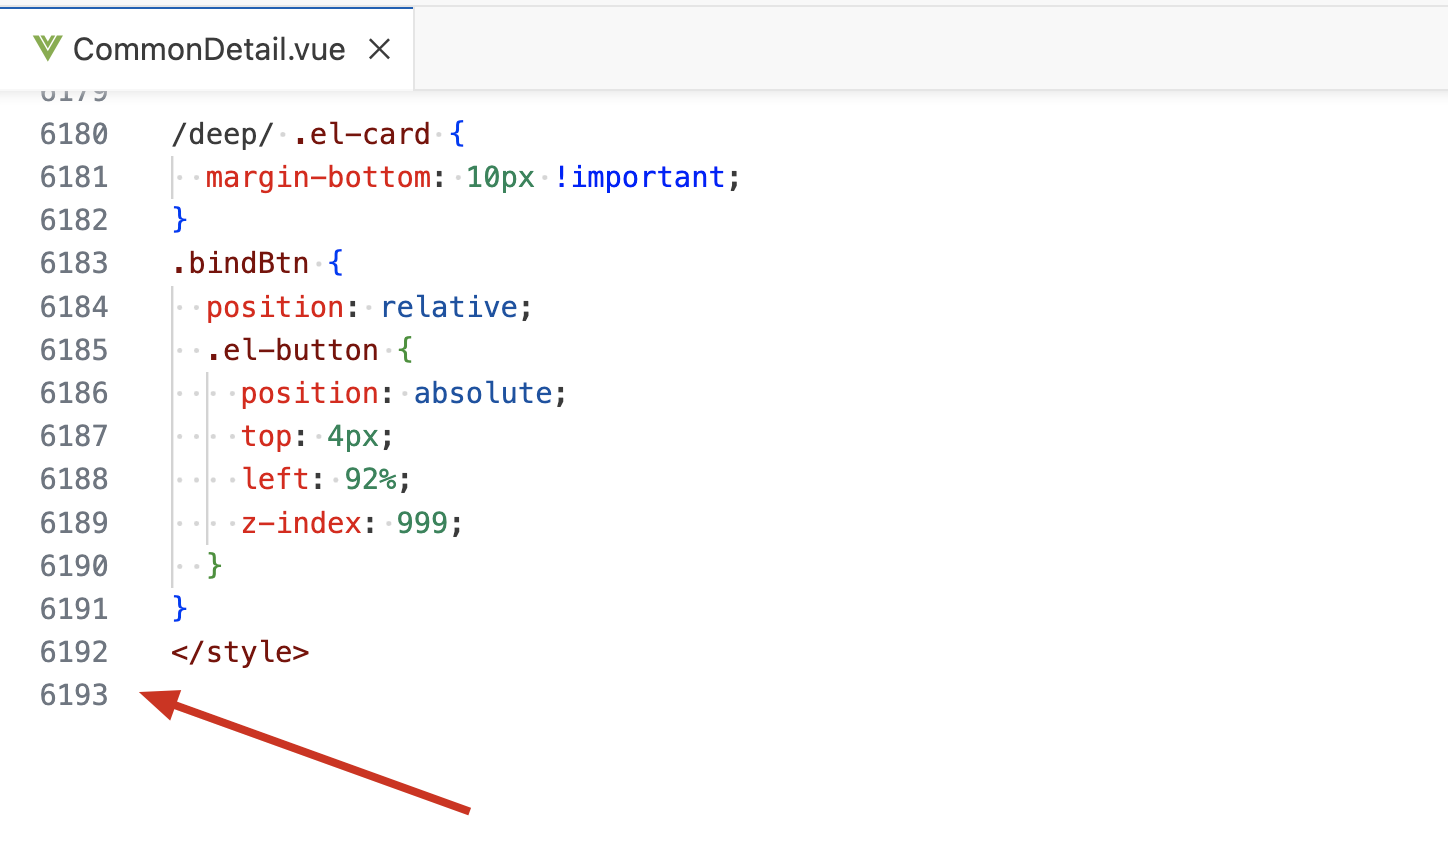 CommonDetail.vue
6179
6180 /deep/ .el-card {
6181 margin-bottom: 10px !important;
6182 }
6183 .bindBtn {
6184 position: relative;
6185 .el-button {
6186 position: absolute;
6187 top: 4px;
6188 left: 92%;
6189 z-index: 999;
6190 }
6191 }
6192 </style>
6193